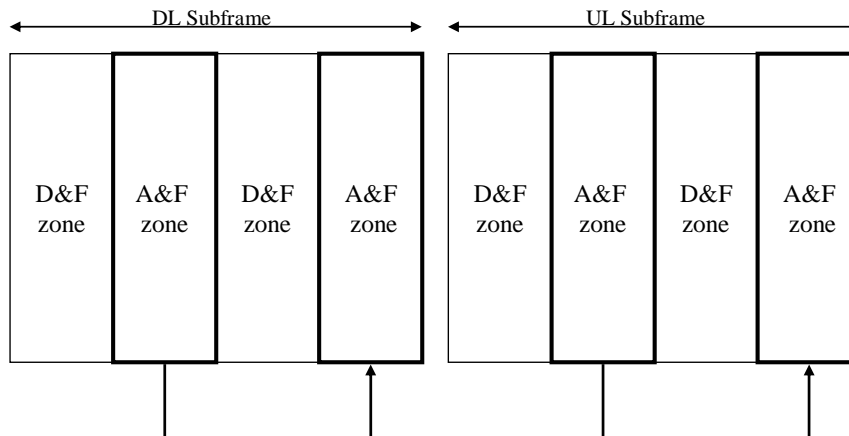 DL Subframe
UL Subframe
D&F
zone
A&F
zone
D&F
zone
A&F
zone
D&F
zone
A&F
zone
D&F
zone
A&F
zone